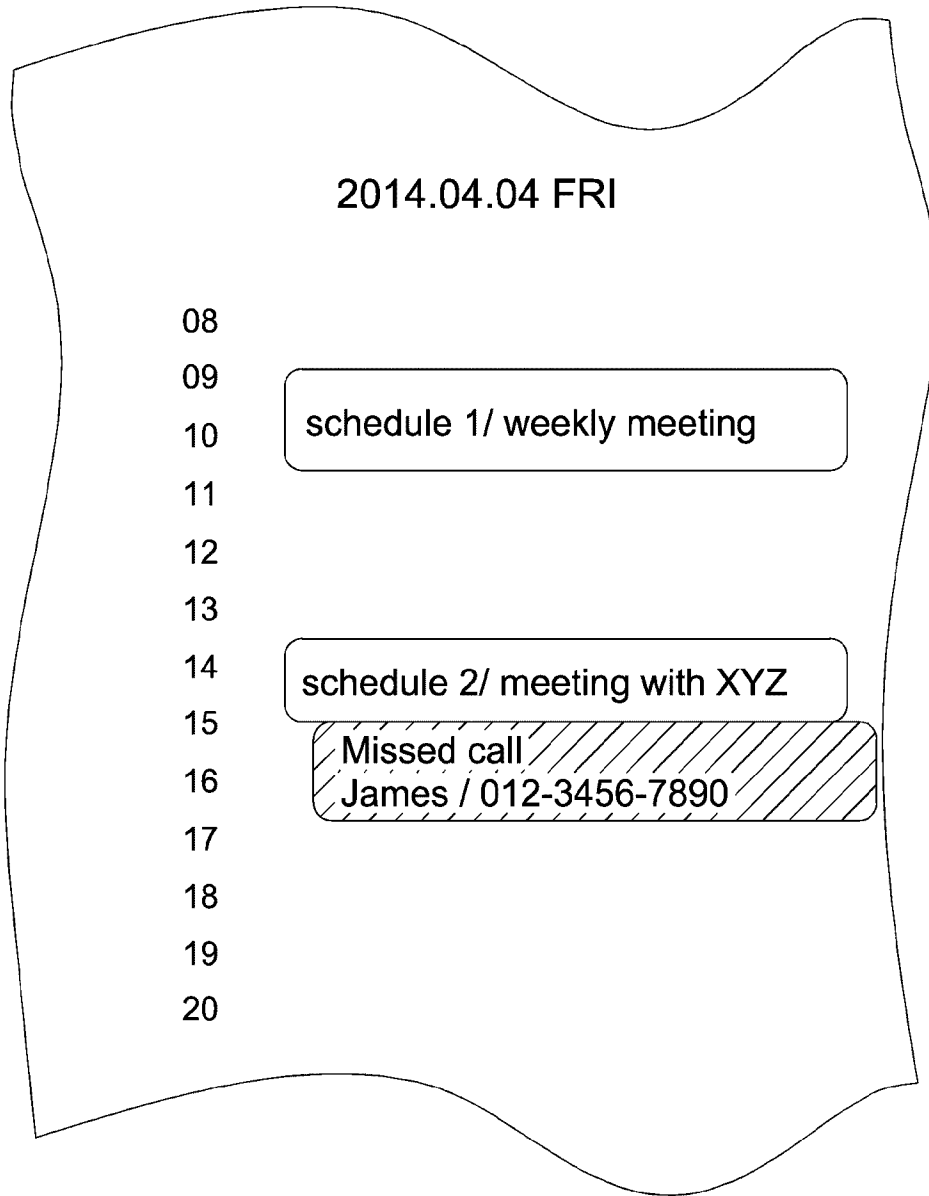 2014.04.04 FRI
08
09
schedule 1/ weekly meeting
10
11
12
13
14
schedule 2/ meeting with XYZ
15
Missed call
16
James / 012-3456-7890
17
18
19
20